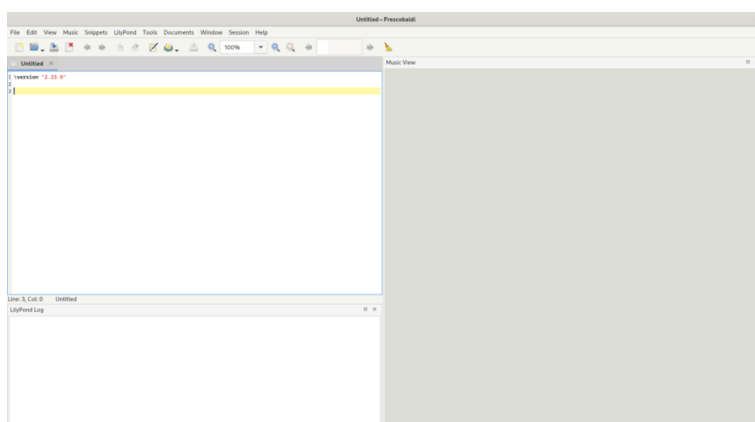 Untitled - Frescobaldi
File Edit View Music Snippets LilyPond Tools Documents Window Session Help
100%
Untitled
Music View
1 \version "2.23.9"
2
3
Line: 3, Col: 0 Untitled
LilyPond Log